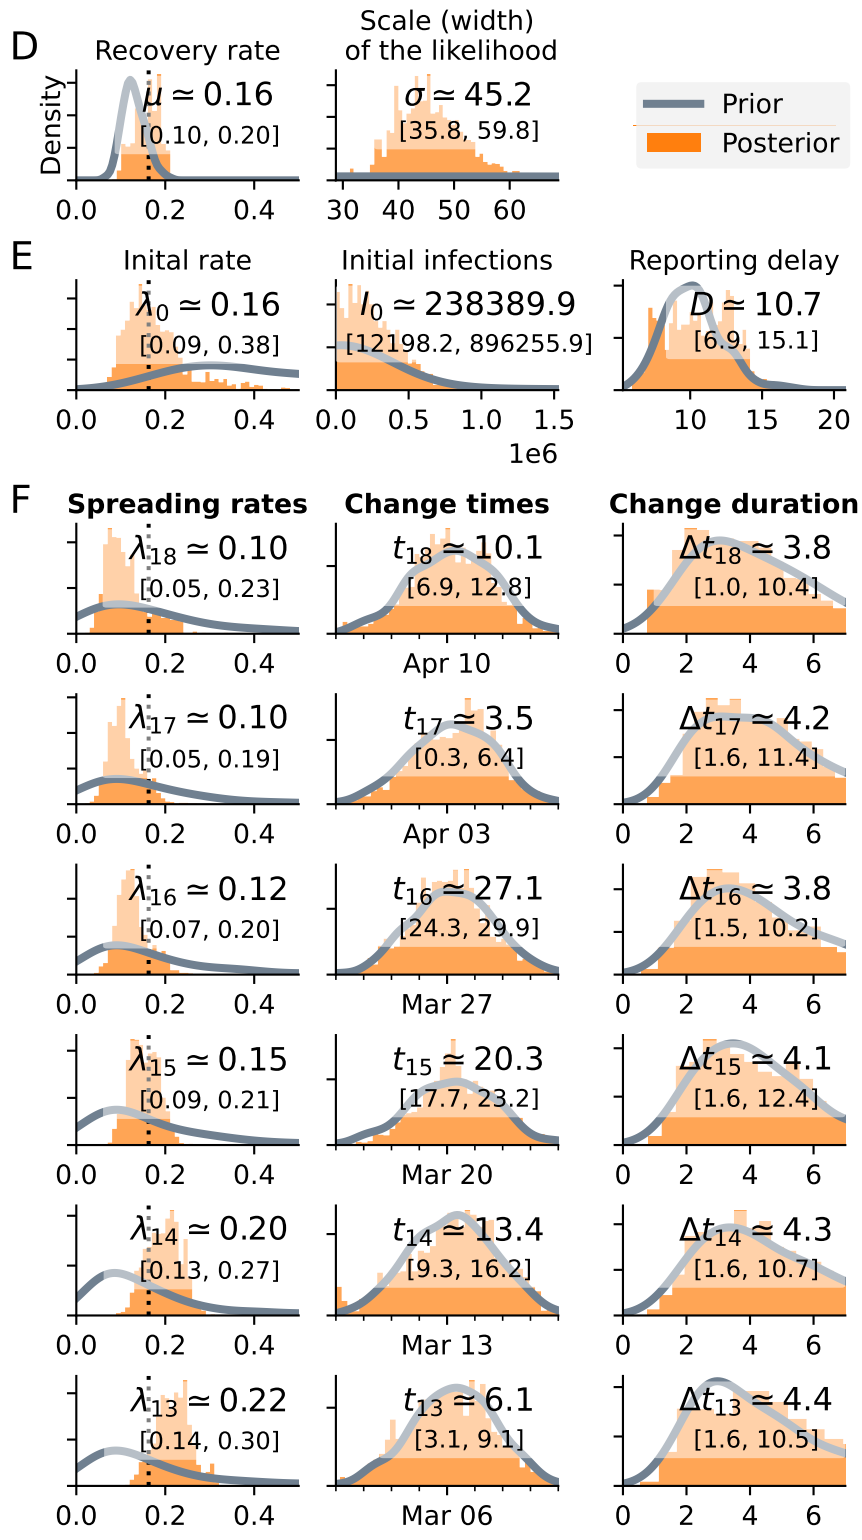 D
Recovery rate
Scale (width)
of the likelihood
Density
μ ≃ 0.16
[0.10, 0.20]
σ ≃ 45.2
[35.8, 59.8]
Prior
Posterior
0.0 0.2 0.4
30 40 50 60
E
Inital rate
Initial infections
Reporting delay
λ0 ≃ 0.16
[0.09, 0.38]
I0 ≃ 238389.9
[12198.2, 896255.9]
D ≃ 10.7
[6.9, 15.1]
0.0 0.2 0.4
0.0 0.5 1.0 1.5
1e6
10 15 20
F
Spreading rates
Change times
Change duration
λ18 ≃ 0.10
[0.05, 0.23]
t18 ≃ 10.1
[6.9, 12.8]
Δt18 ≃ 3.8
[1.0, 10.4]
0.0 0.2 0.4
Apr 10
0 2 4 6
λ17 ≃ 0.10
[0.05, 0.19]
t17 ≃ 3.5
[0.3, 6.4]
Δt17 ≃ 4.2
[1.6, 11.4]
0.0 0.2 0.4
Apr 03
0 2 4 6
λ16 ≃ 0.12
[0.07, 0.20]
t16 ≃ 27.1
[24.3, 29.9]
Δt16 ≃ 3.8
[1.5, 10.2]
0.0 0.2 0.4
Mar 27
0 2 4 6
λ15 ≃ 0.15
[0.09, 0.21]
t15 ≃ 20.3
[17.7, 23.2]
Δt15 ≃ 4.1
[1.6, 12.4]
0.0 0.2 0.4
Mar 20
0 2 4 6
λ14 ≃ 0.20
[0.13, 0.27]
t14 ≃ 13.4
[9.3, 16.2]
Δt14 ≃ 4.3
[1.6, 10.7]
0.0 0.2 0.4
Mar 13
0 2 4 6
λ13 ≃ 0.22
[0.14, 0.30]
t13 ≃ 6.1
[3.1, 9.1]
Δt13 ≃ 4.4
[1.6, 10.5]
0.0 0.2 0.4
Mar 06
0 2 4 6